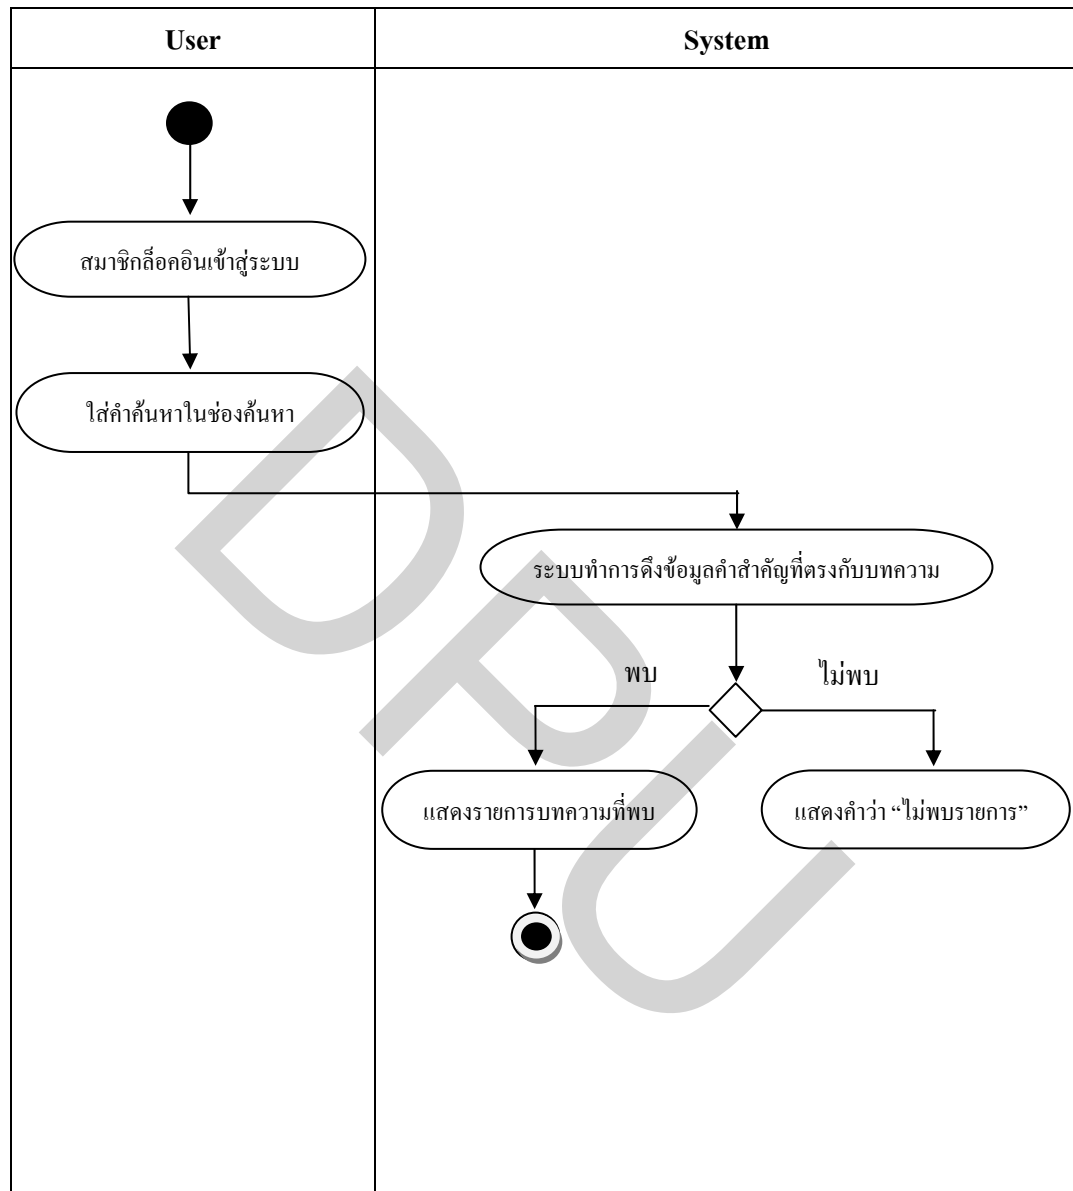 User
System
สมาชิกล็อคอินเข้าสู่ระบบ
ใส่คำค้นหาในช่องค้นหา
ระบบทำการดึงข้อมูลคำสำคัญที่ตรงกับบทความ
พบ
ไม่พบ
แสดงรายการบทความที่พบ
แสดงคำว่า “ไม่พบรายการ”
DPU